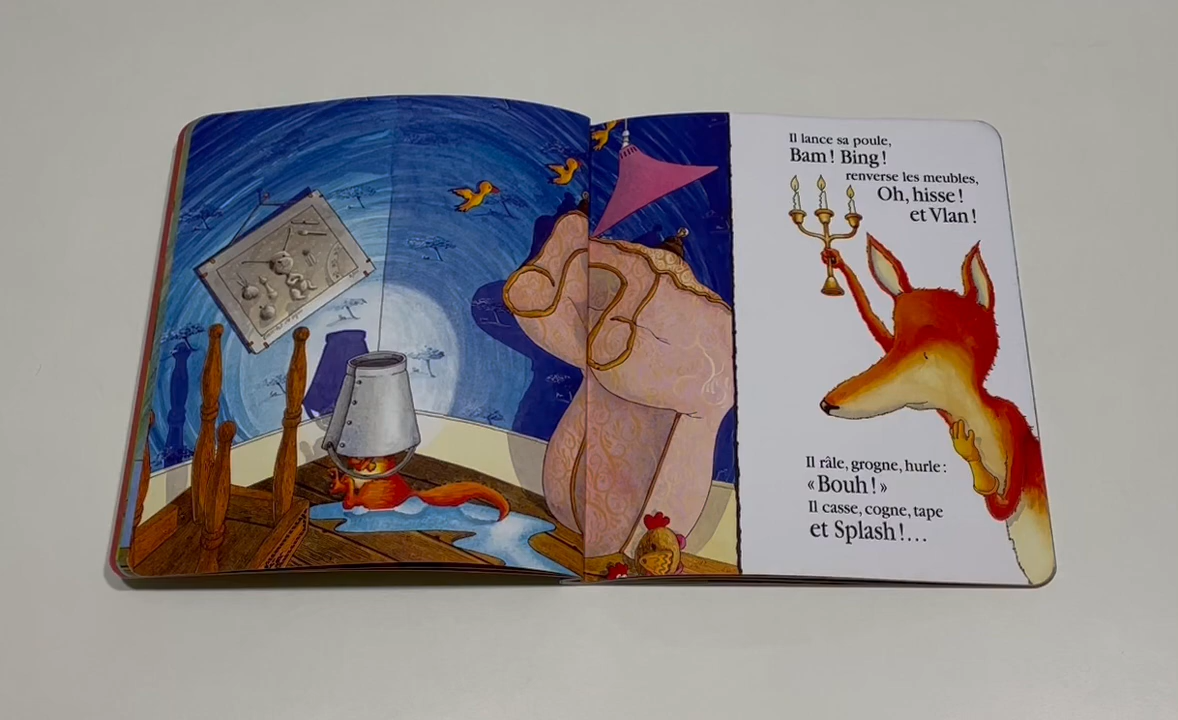 Il lance sa poule,
Bam ! Bing !
renverse les meubles,
Oh, hisse !
et Vlan !
Il râle, grogne, hurle :
« Bouh ! »
Il casse, cogne, tape
et Splash !...